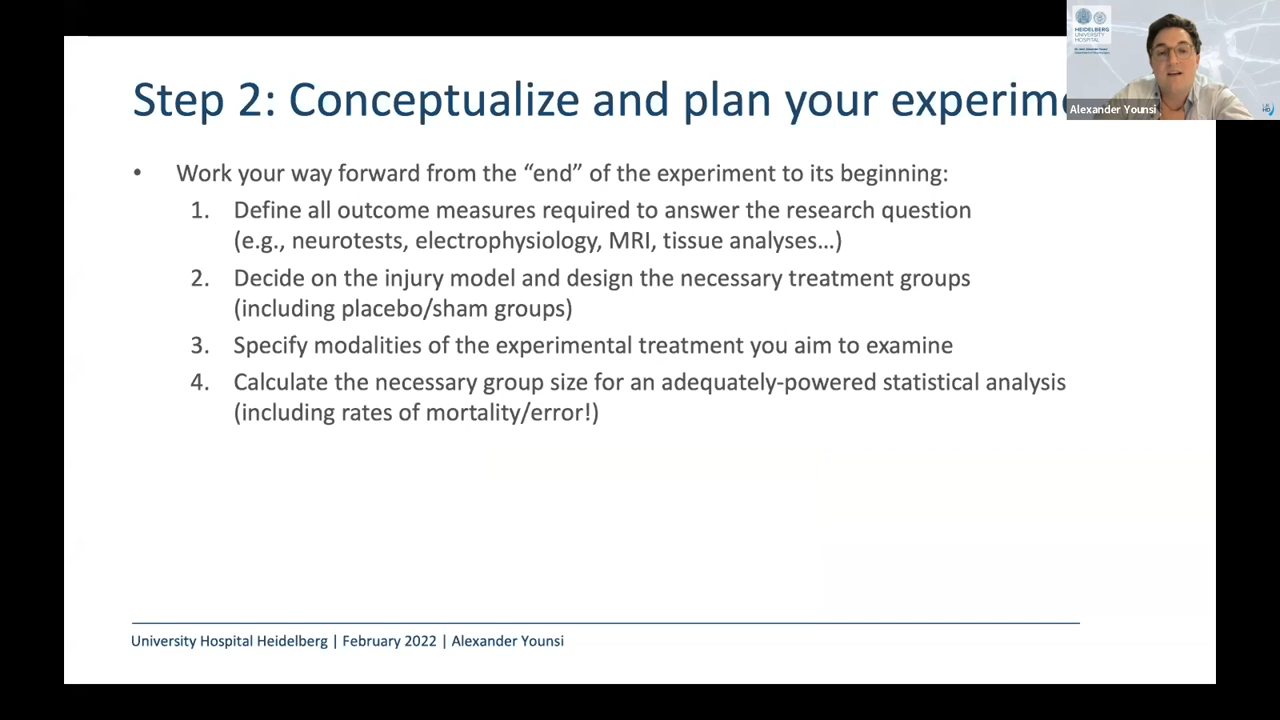 Step 2: Conceptualize and plan your experim
• Work your way forward from the “end” of the experiment to its beginning:
1. Define all outcome measures required to answer the research question
(e.g., neurotests, electrophysiology, MRI, tissue analyses…)
2. Decide on the injury model and design the necessary treatment groups
(including placebo/sham groups)
3. Specify modalities of the experimental treatment you aim to examine
4. Calculate the necessary group size for an adequately-powered statistical analysis
(including rates of mortality/error!)
University Hospital Heidelberg | February 2022 | Alexander Younsi
HEIDELBERG
UNIVERSITY
HOSPITAL
Alexander Younsi